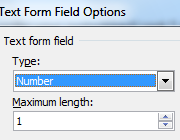 Text Form Field Options
Text form field
Type:
Number
Maximum length:
1